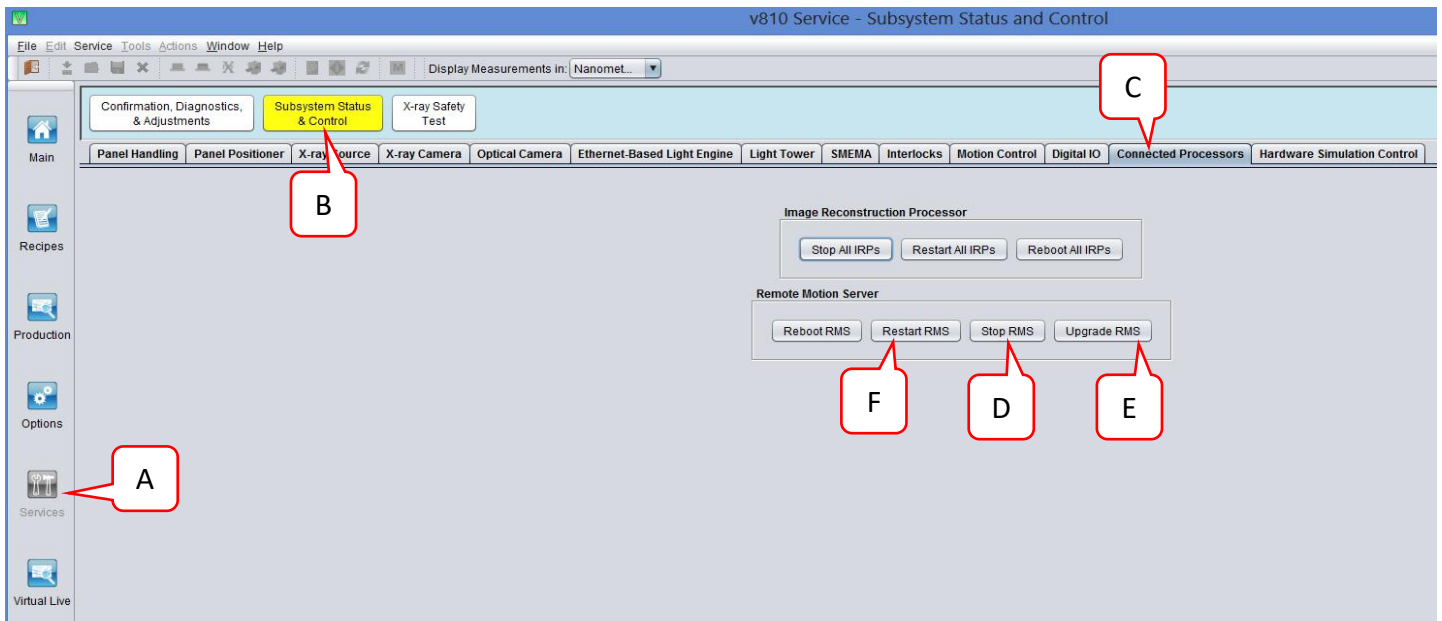 v810 Service - Subsystem Status and Control
File Edit Service Tools Actions Window Help
M Display Measurements in: Nanomet...
C
Confirmation, Diagnostics,
& Adjustments
Subsystem Status
& Control
X-ray Safety
Test
Main
Panel Handling Panel Positioner X-ray Source X-ray Camera Optical Camera Ethernet-Based Light Engine Light Tower SMEMA Interlocks Motion Control Digital IO Connected Processors Hardware Simulation Control
B
Image Reconstruction Processor
Recipes
Stop All IRPs Restart All IRPs Reboot All IRPs
Remote Motion Server
Production
Reboot RMS Restart RMS Stop RMS Upgrade RMS
F D E
Options
A
Services
Virtual Live